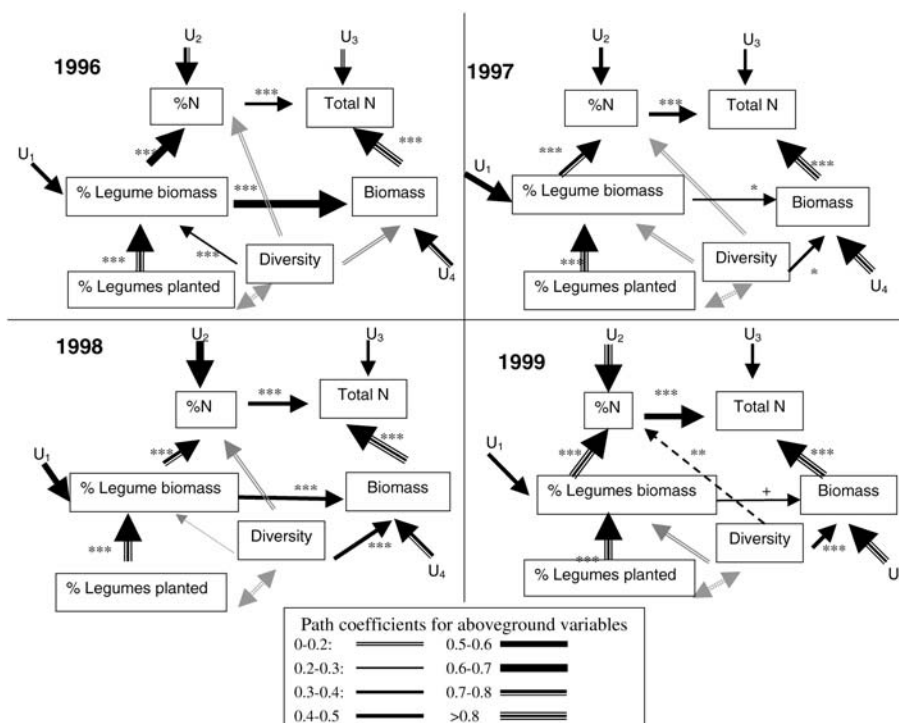 1996
U2
U3
%N
***
Total N
U1
***
***
% Legume biomass
***
Biomass
***
***
Diversity
% Legumes planted
U4
1997
U2
U3
%N
***
Total N
U1
***
***
% Legume biomass
*
Biomass
***
Diversity
*
% Legumes planted
U4
1998
U2
U3
%N
***
Total N
U1
***
***
% Legume biomass
***
Biomass
***
Diversity
***
% Legumes planted
U4
1999
U2
U3
%N
***
Total N
U1
***
**
***
% Legumes biomass
+
Biomass
***
Diversity
***
% Legumes planted
U
Path coefficients for aboveground variables
0-0.2: 0.5-0.6
0.2-0.3: 0.6-0.7
0.3-0.4: 0.7-0.8
0.4-0.5 >0.8